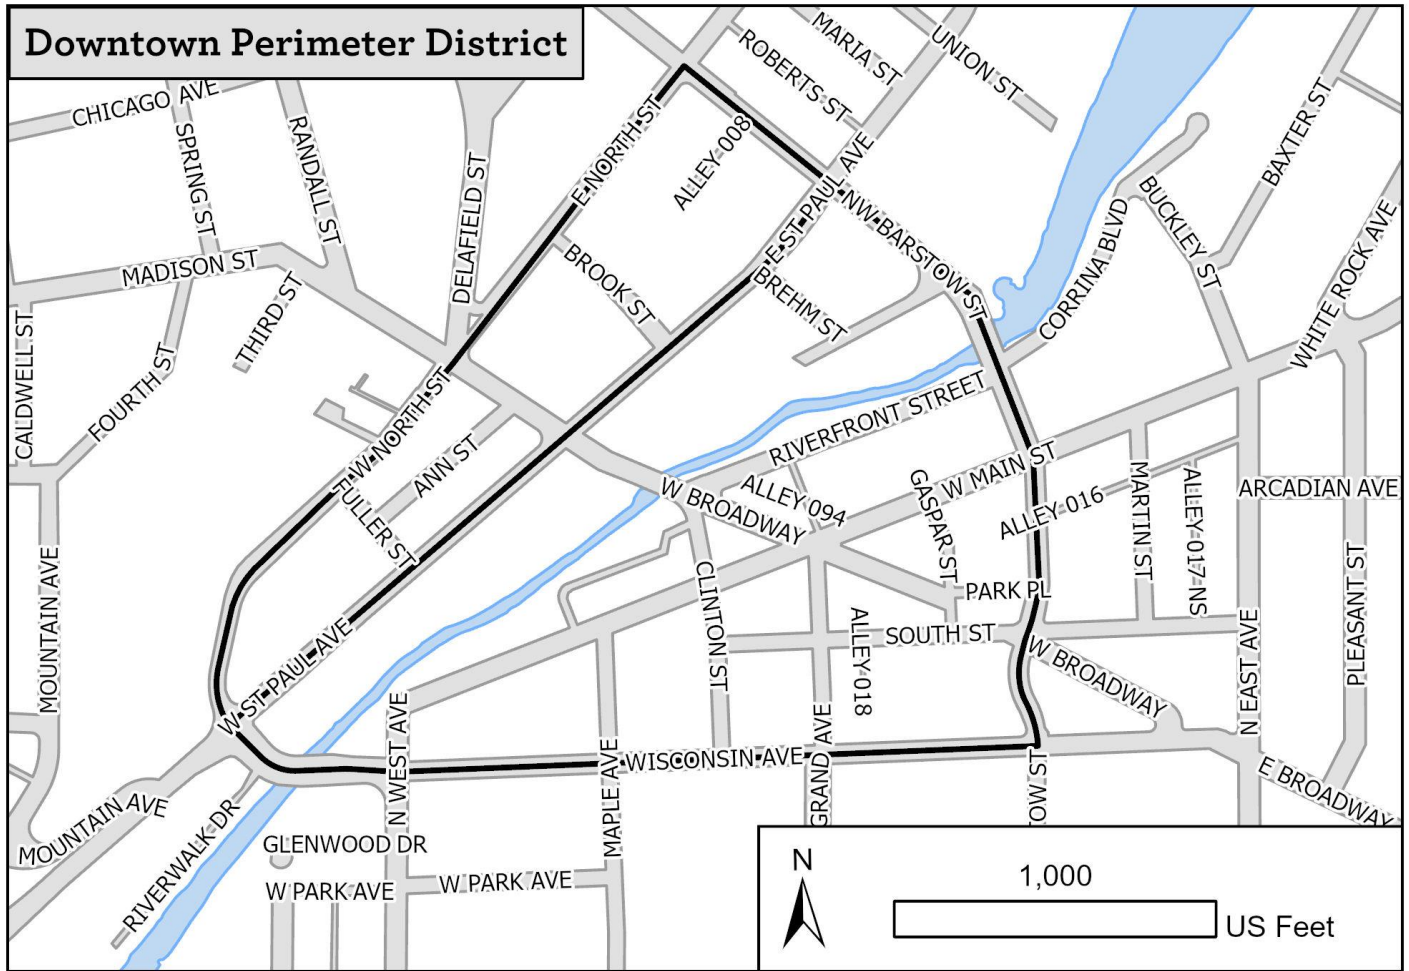 Downtown Perimeter District
MARIA ST
UNION ST
ROBERTS ST
CHICAGO AVE
SPRING ST
RANDALL ST
DELAFIELD ST
E NORTH ST
ALLEY 008
E ST PAUL AVE
NW BARSTOW ST
BAXTER ST
BUCKLEY ST
CORRINA BLVD
WHITE ROCK AVE
MADISON ST
THIRD ST
BROOK ST
BREHM ST
CALDWELL ST
FOURTH ST
W NORTH ST
ANN ST
FULLER ST
RIVERFRONT STREET
W BROADWAY
ALLEY 094
W MAIN ST
GASPAR ST
ALLEY 016
MARTIN ST
ALLEY-017-NS
ARCADIAN AVE
MOUNTAIN AVE
CLINTON ST
PARK PL
SOUTH ST
ALLEY 018
PLEASANT ST
N EAST AVE
W ST PAUL AVE
W BROADWAY
N WEST AVE
MAPLE AVE
WISCONSIN AVE
GRAND AVE
E BROADWAY
MOUNTAIN AVE
RIVERWALK DR
GLENWOOD DR
W PARK AVE
W PARK AVE
N
1,000
US Feet